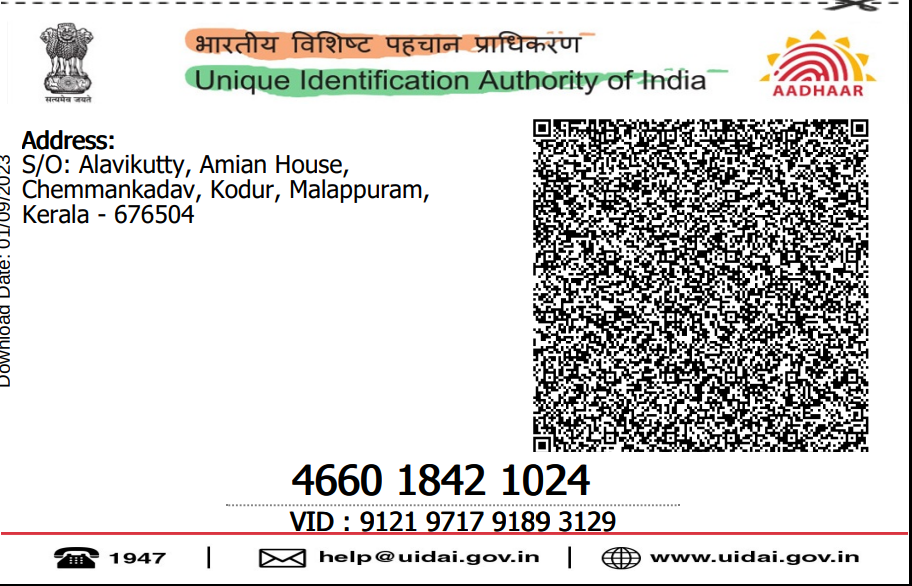 भारतीय विशिष्ट पहचान प्राधिकरण
Unique Identification Authority of India
सत्यमेव जयते
AADHAAR
Address:
S/O: Alavikutty, Amian House,
Chemmankadav, Kodur, Malappuram,
Kerala - 676504
Download Date: 01/09/2023
4660 1842 1024
VID : 9121 9717 9189 3129
1947 | help@uidai.gov.in | www.uidai.gov.in